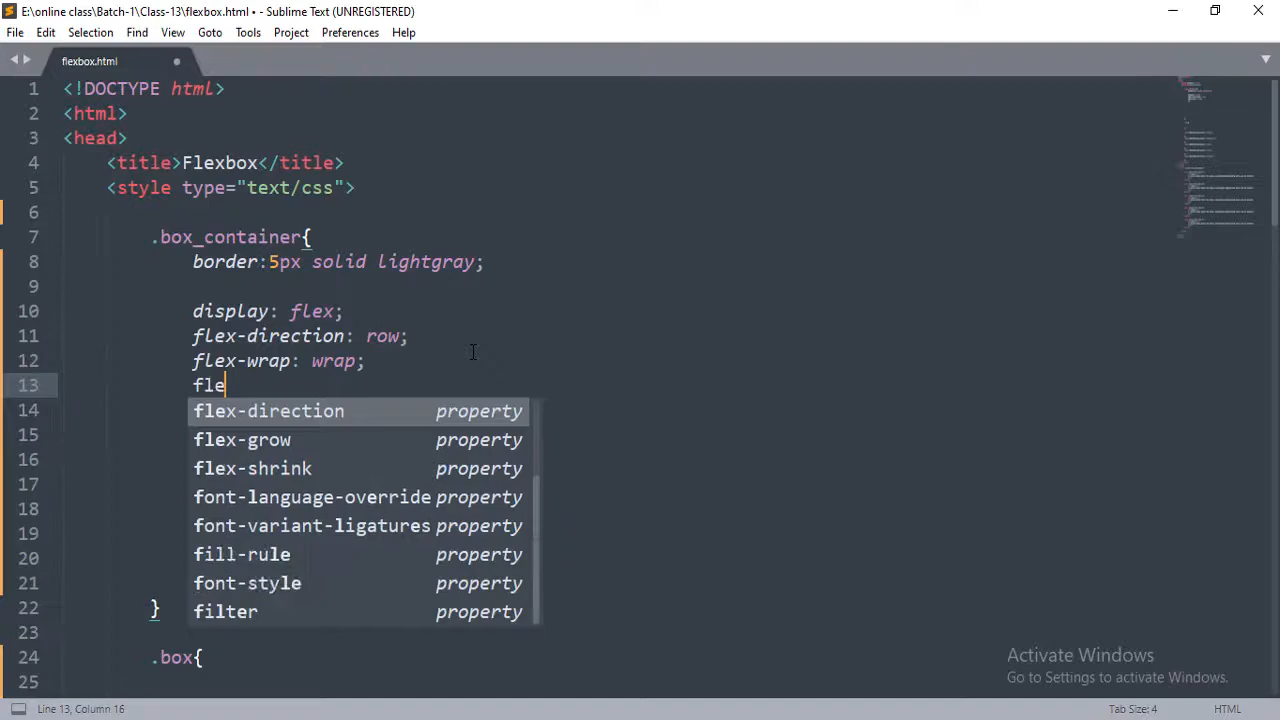 E:\online class\Batch-1\Class-13\flexbox.html • - Sublime Text (UNREGISTERED)
File Edit Selection Find View Goto Tools Project Preferences Help
flexbox.html
1 <!DOCTYPE html>
2 <html>
3 <head>
4 <title>Flexbox</title>
5 <style type="text/css">
6
7 .box_container{
8 border:5px solid lightgray;
9
10 display: flex;
11 flex-direction: row;
12 flex-wrap: wrap;
13 fle
14 flex-direction property
15 flex-grow property
16 flex-shrink property
17 font-language-override property
18 font-variant-ligatures property
19 fill-rule property
20 font-style property
21 filter property
22 }
23
24 .box{
25
Activate Windows
Go to Settings to activate Windows.
Line 13, Column 16 Tab Size: 4 HTML